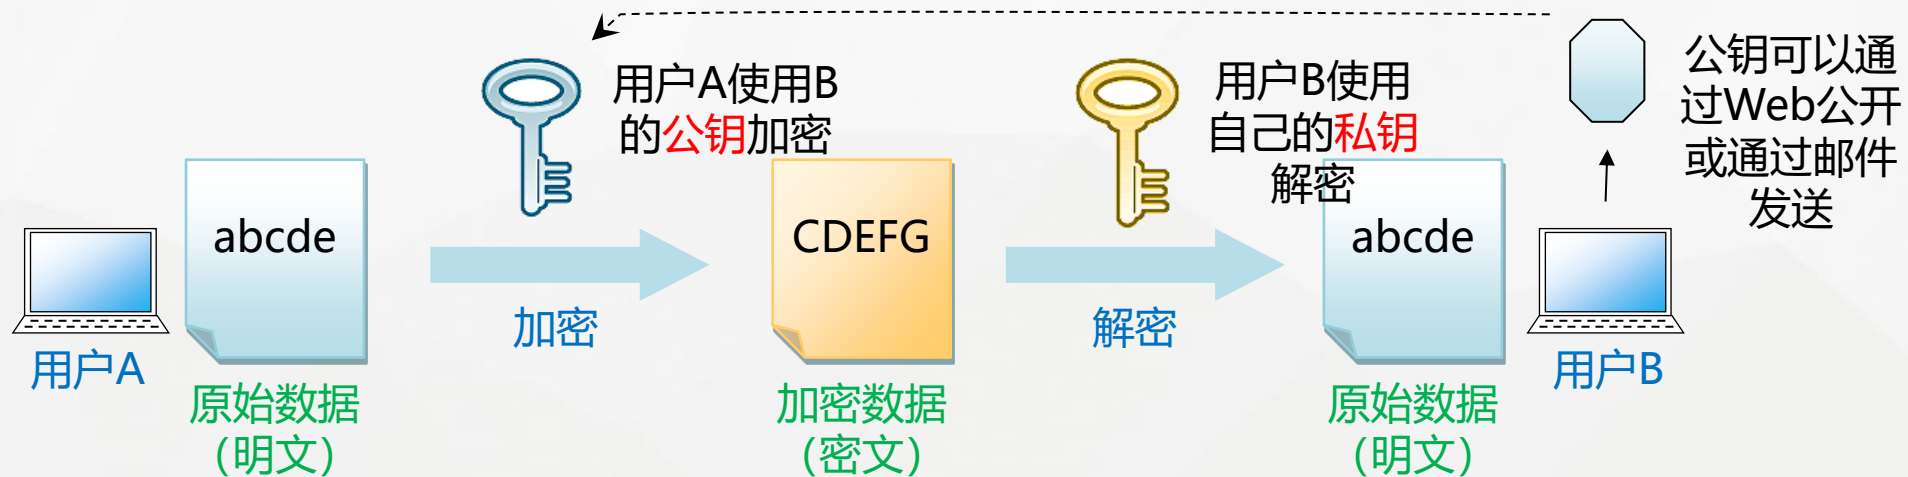 用户A使用B
的公钥加密
用户B使用
自己的私钥
解密
公钥可以通
过Web公开
或通过邮件
发送
abcde
CDEFG
abcde
加密
解密
用户A
用户B
原始数据
（明文）
加密数据
（密文）
原始数据
（明文）